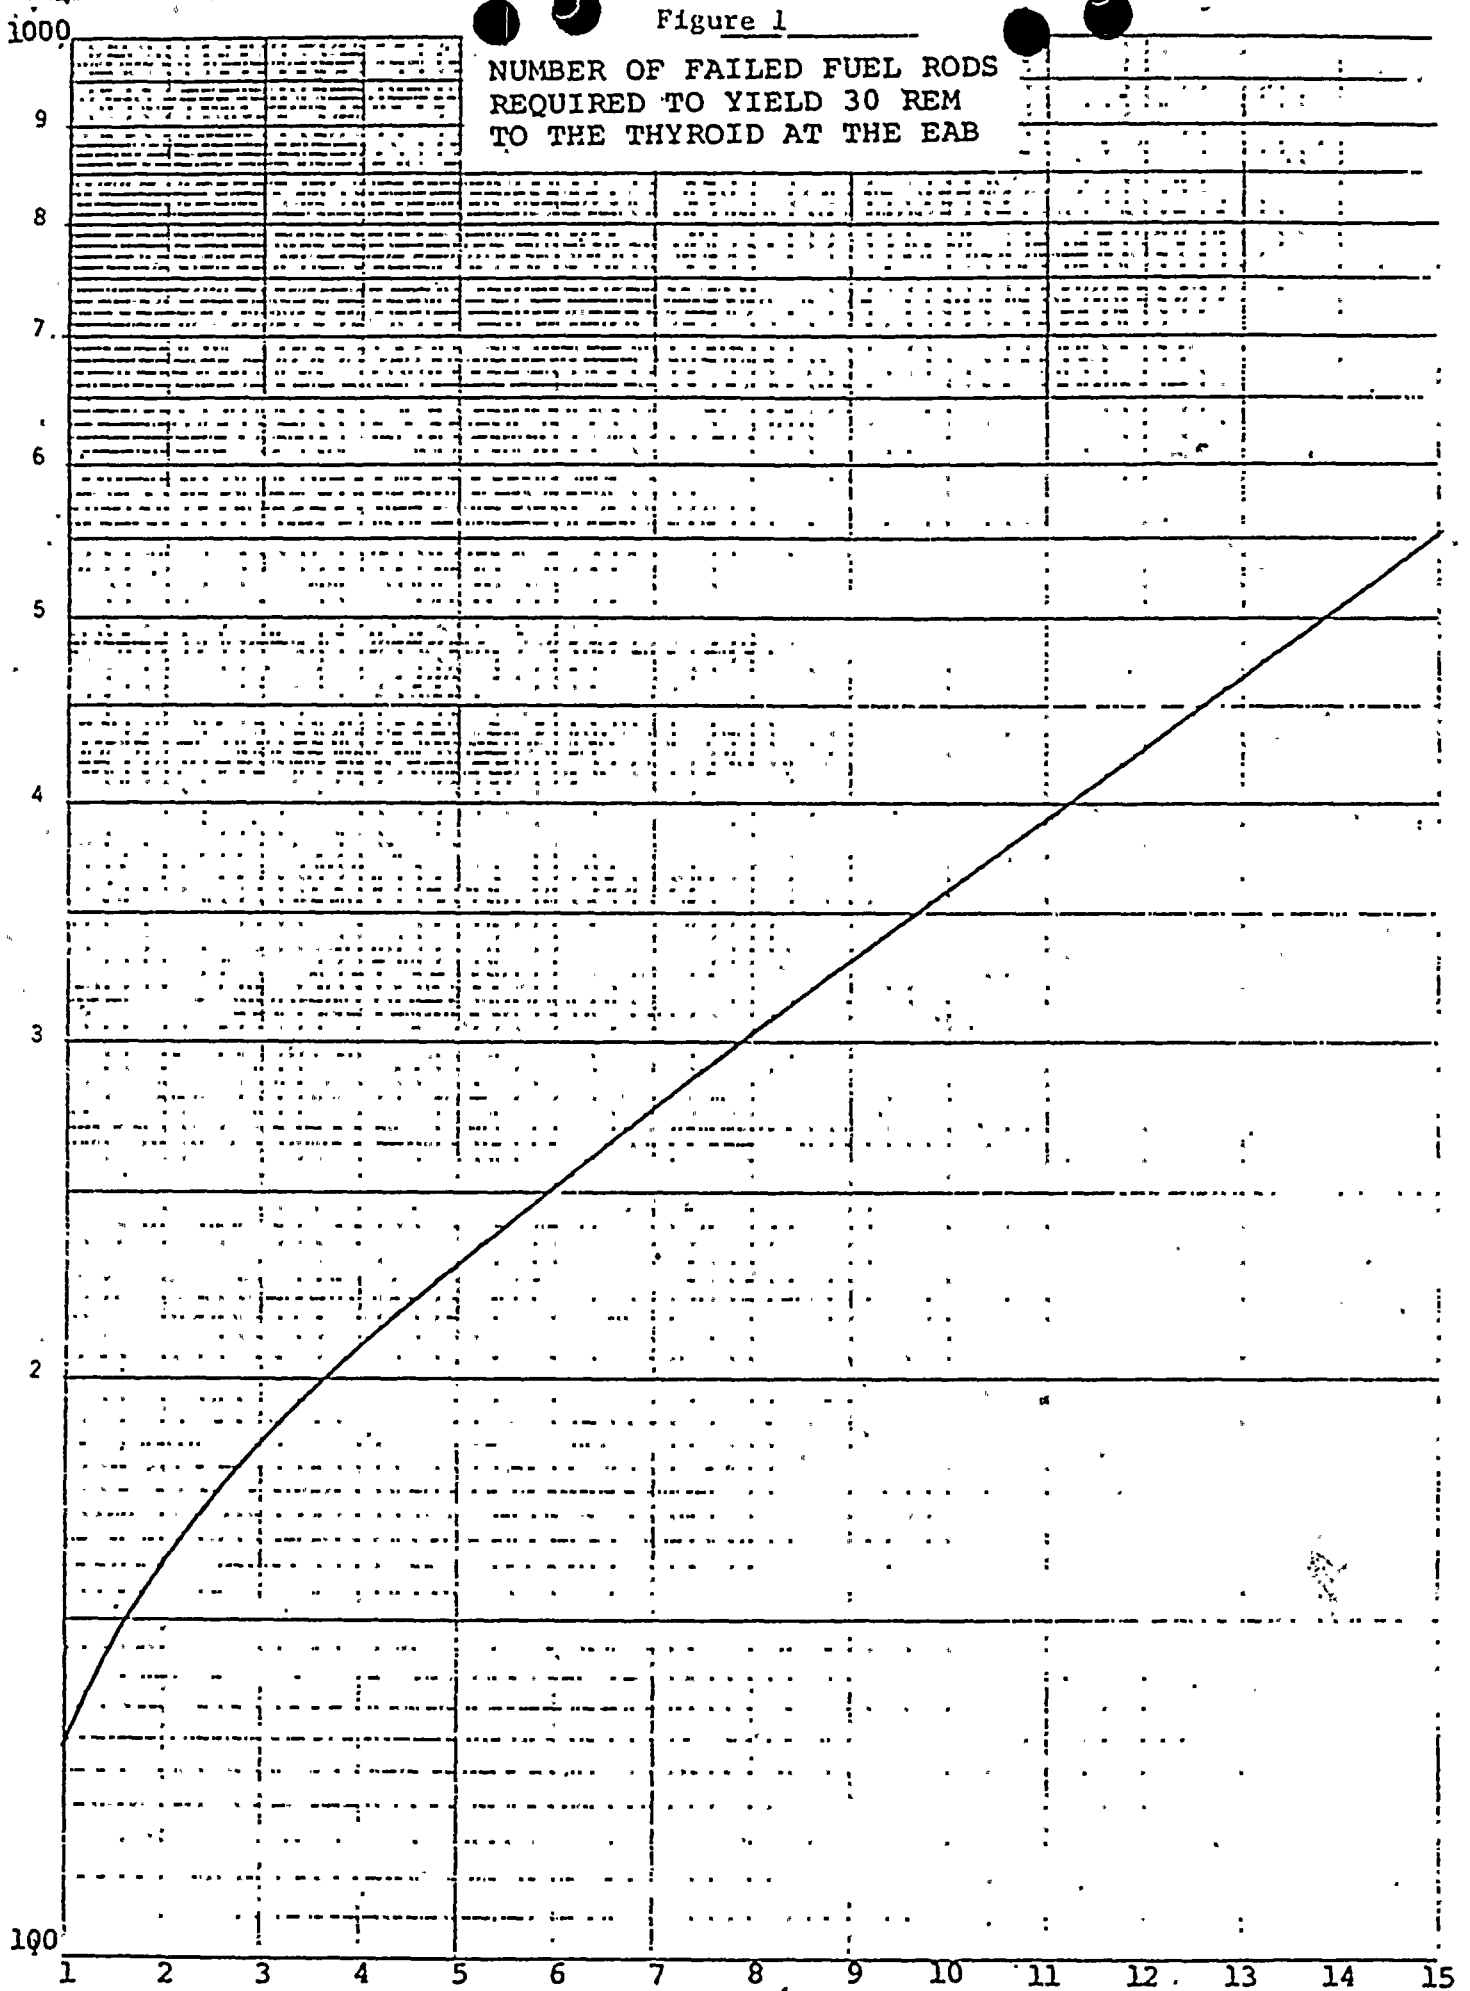 Figure 1
NUMBER OF FAILED FUEL RODS
REQUIRED TO YIELD 30 REM
TO THE THYROID AT THE EAB
1000
9
8
7
6
5
4
3
2
100
1 2 3 4 5 6 7 8 9 10 11 12 13 14 15